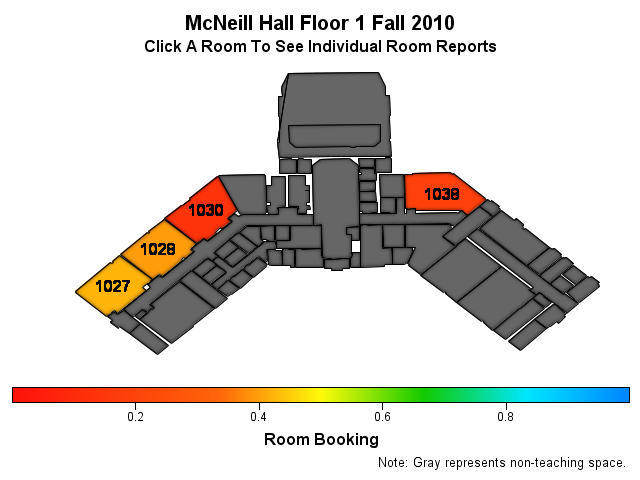 McNeill Hall Floor 1 Fall 2010
Click A Room To See Individual Room Reports
1030
1038
1028
1027
0.2 0.4 0.6 0.8
Room Booking
Note: Gray represents non-teaching space.